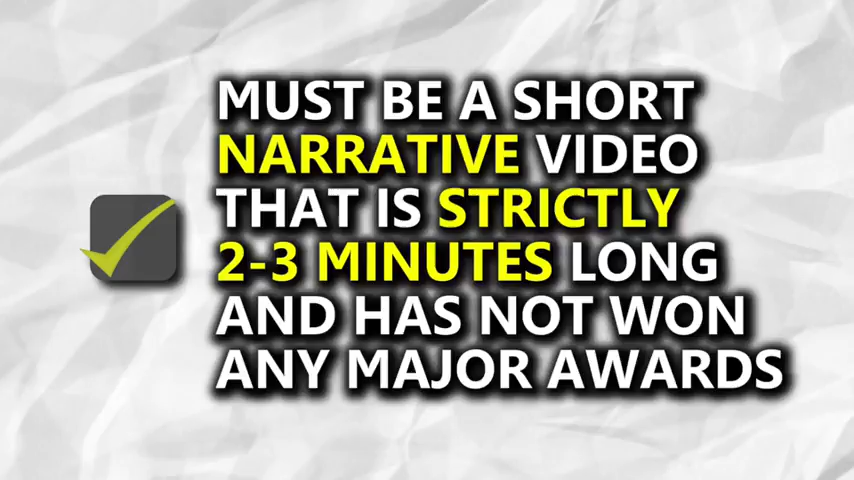 MUST BE A SHORT
NARRATIVE VIDEO
THAT IS STRICTLY
2-3 MINUTES LONG
AND HAS NOT WON
ANY MAJOR AWARDS